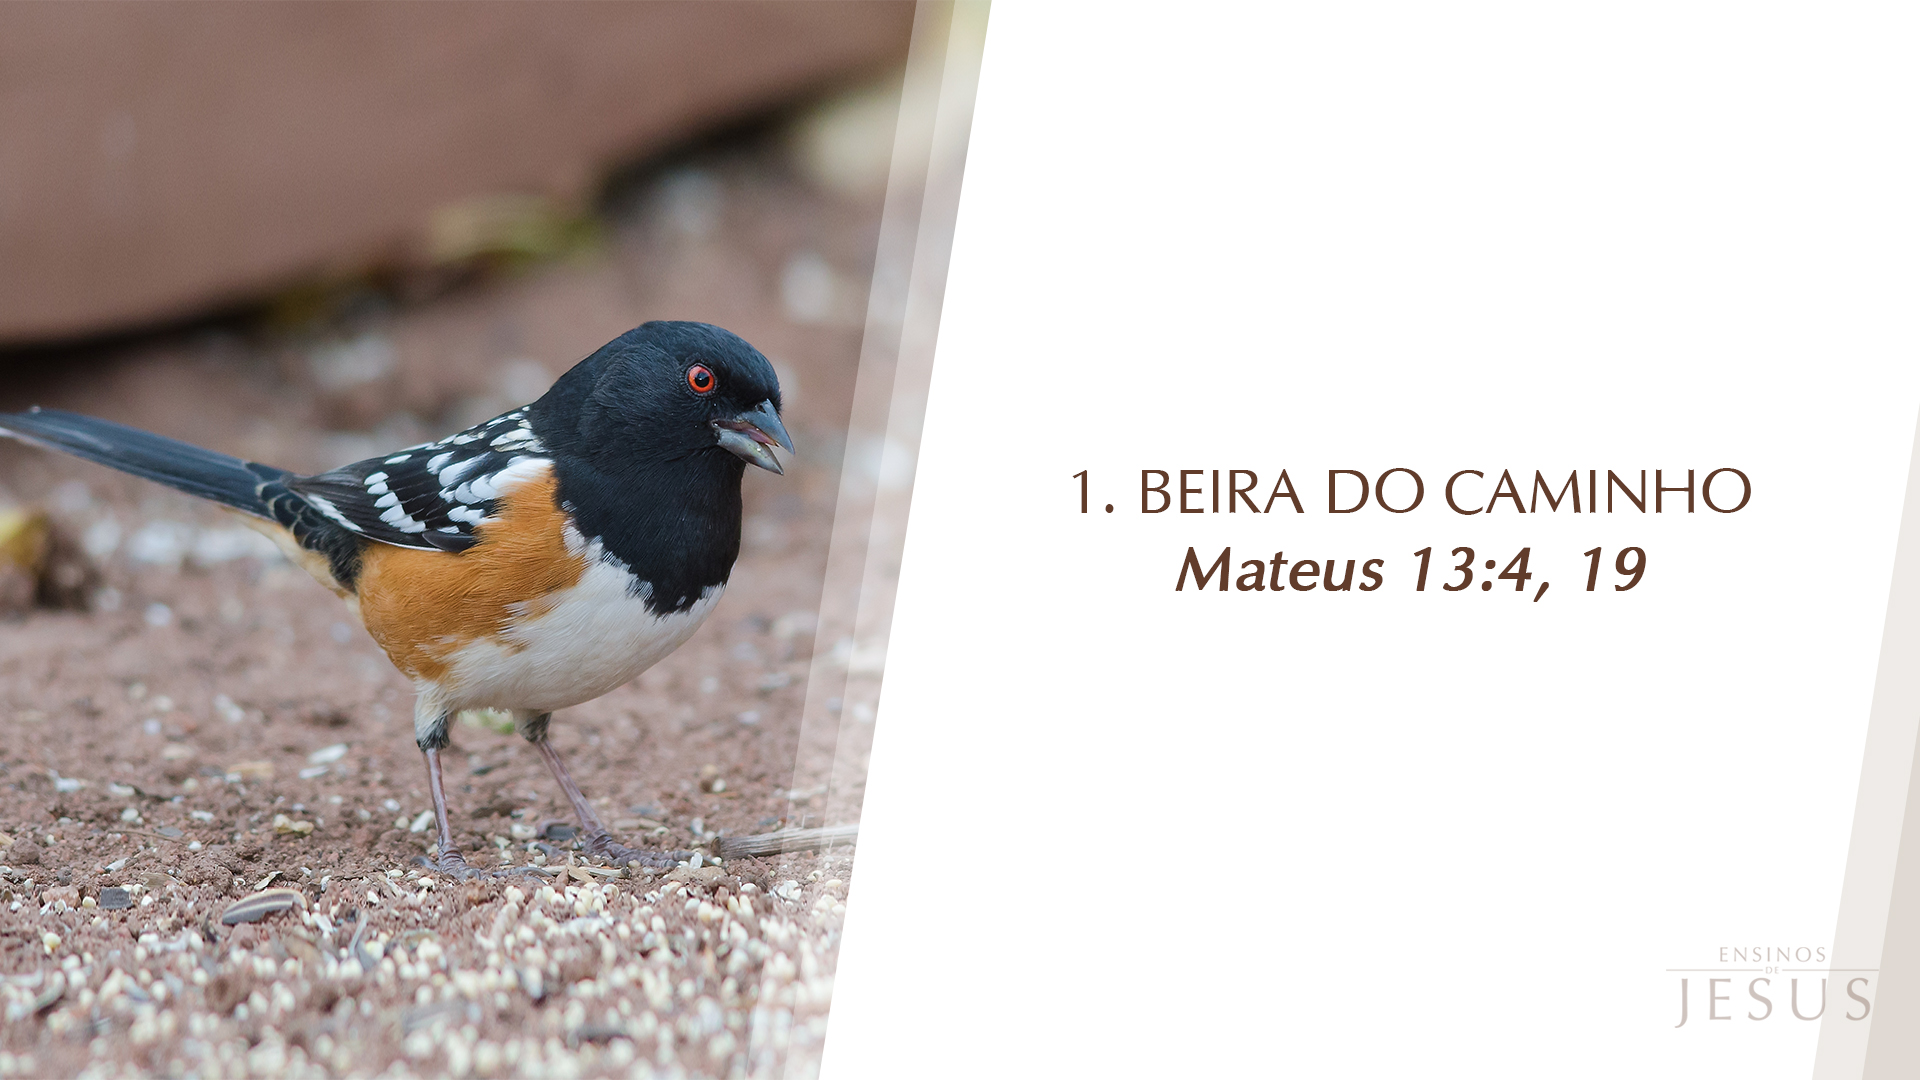 1. BEIRA DO CAMINHO
Mateus 13:4, 19
ENSINOS
DE
JESUS